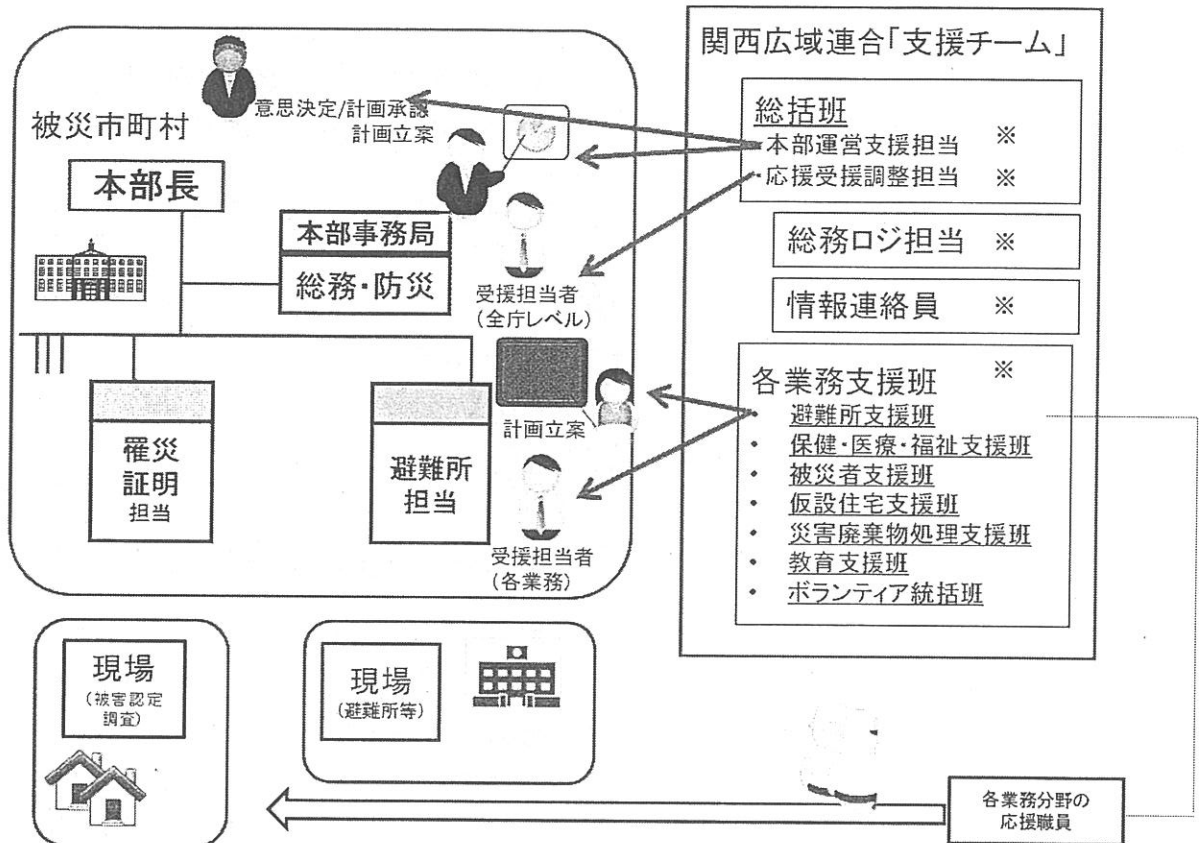 被災市町村
意思決定/計画承認
計画立案
本部長
本部事務局
総務・防災
受援担当者
(全庁レベル)
罹災
証明
担当
避難所
担当
計画立案
受援担当者
(各業務)
関西広域連合「支援チーム」
総括班
・本部運営支援担当 ※
・応援受援調整担当 ※
総務ロジ担当 ※
情報連絡員 ※
各業務支援班 ※
・ 避難所支援班
・ 保健・医療・福祉支援班
・ 被災者支援班
・ 仮設住宅支援班
・ 災害廃棄物処理支援班
・ 教育支援班
・ ボランティア統括班
現場
(被害認定
調査)
現場
(避難所等)
各業務分野の
応援職員